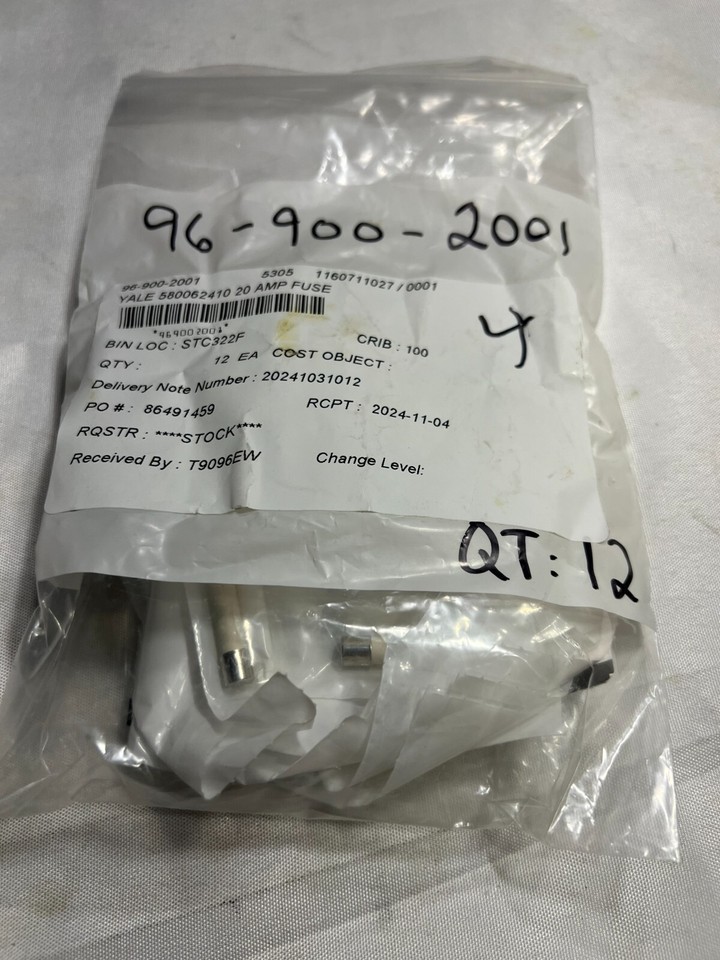 96-900-2001
96-900-2001 5305 1160711027 / 0001
YALE 580062410 20 AMP FUSE
*969002001*
BIN LOC : STC322F CRIB : 100
QTY : 12 EA COST OBJECT :
4
Delivery Note Number : 20241031012
PO # : 86491459 RCPT : 2024-11-04
RQSTR : ****STOCK****
Received By : T9096EW Change Level:
QT: 12